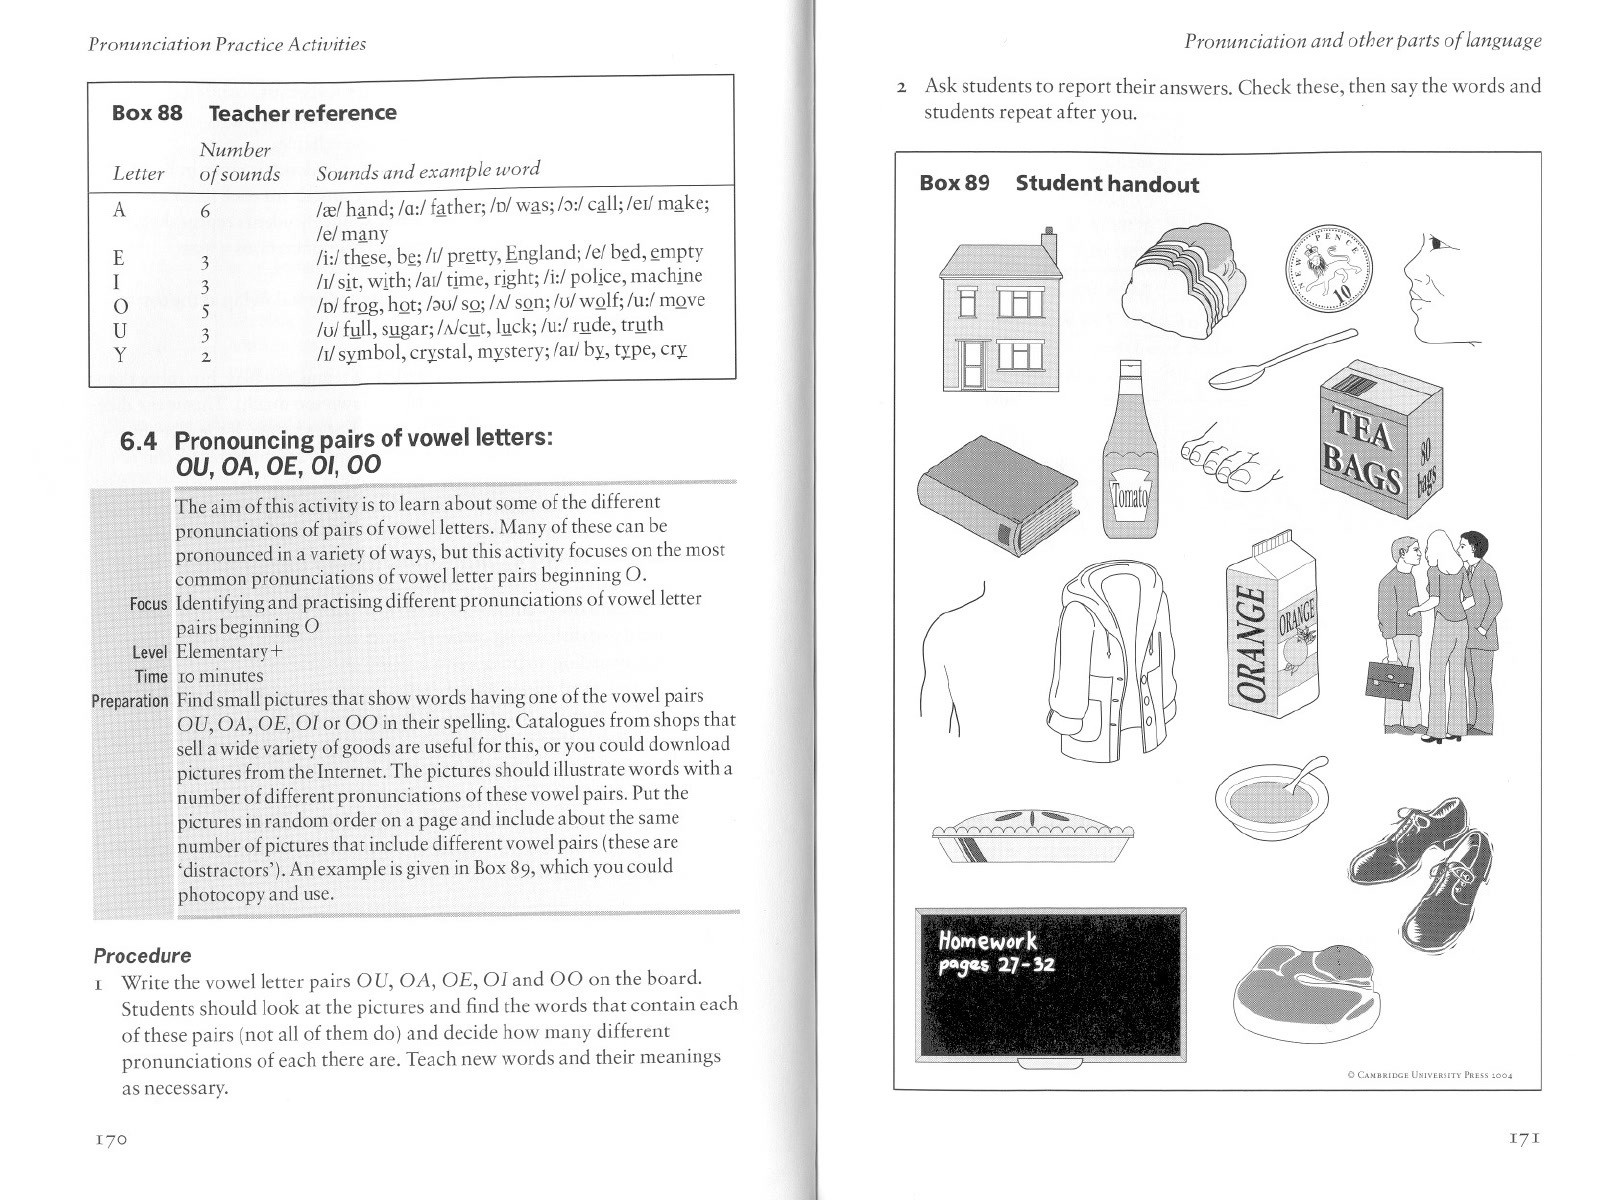 Pronunciation Practice Activities
Box 88 Teacher reference
Number
Letter of sounds Sounds and example word
A 6 /æ/ hand; /ɑː/ father; /ɒ/ was; /ɔː/ call; /eɪ/ make;
/e/ many
E 3 /iː/ these, be; /ɪ/ pretty, England; /e/ bed, empty
I 3 /ɪ/ sit, with; /aɪ/ time, right; /iː/ police, machine
O 5 /ɒ/ frog, hot; /əʊ/ so; /ʌ/ son; /ʊ/ wolf; /uː/ move
U 3 /ʊ/ full, sugar; /ʌ/cut, luck; /uː/ rude, truth
Y 2 /ɪ/ symbol, crystal, mystery; /aɪ/ by, type, cry
6.4 Pronouncing pairs of vowel letters:
OU, OA, OE, OI, OO
The aim of this activity is to learn about some of the different
pronunciations of pairs of vowel letters. Many of these can be
pronounced in a variety of ways, but this activity focuses on the most
common pronunciations of vowel letter pairs beginning O.
Focus Identifying and practising different pronunciations of vowel letter
pairs beginning O
Level Elementary+
Time 10 minutes
Preparation Find small pictures that show words having one of the vowel pairs
OU, OA, OE, OI or OO in their spelling. Catalogues from shops that
sell a wide variety of goods are useful for this, or you could download
pictures from the Internet. The pictures should illustrate words with a
number of different pronunciations of these vowel pairs. Put the
pictures in random order on a page and include about the same
number of pictures that include different vowel pairs (these are
‘distractors’). An example is given in Box 89, which you could
photocopy and use.
Procedure
1 Write the vowel letter pairs OU, OA, OE, OI and OO on the board.
Students should look at the pictures and find the words that contain each
of these pairs (not all of them do) and decide how many different
pronunciations of each there are. Teach new words and their meanings
as necessary.
170
Pronunciation and other parts of language
2 Ask students to report their answers. Check these, then say the words and
students repeat after you.
Box 89 Student handout
NEW PENCE
10
TEA
BAGS
80
bags
Tomato
ORANGE
ORANGE
Homework
pages 27-32
© CAMBRIDGE UNIVERSITY PRESS 2004
171